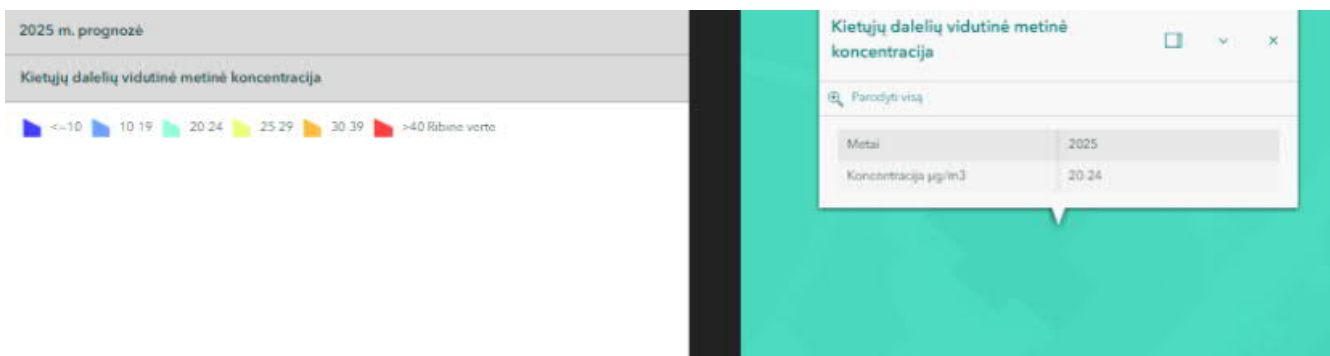 2025 m. prognozė
Kietųjų dalelių vidutinė metinė koncentracija
<=10 10-19 20-24 25-29 30-39 >40 Ribinė vertė
Kietųjų dalelių vidutinė metinė
koncentracija
Parodyti visą
Metai 2025
Koncentracija µg/m3 20-24